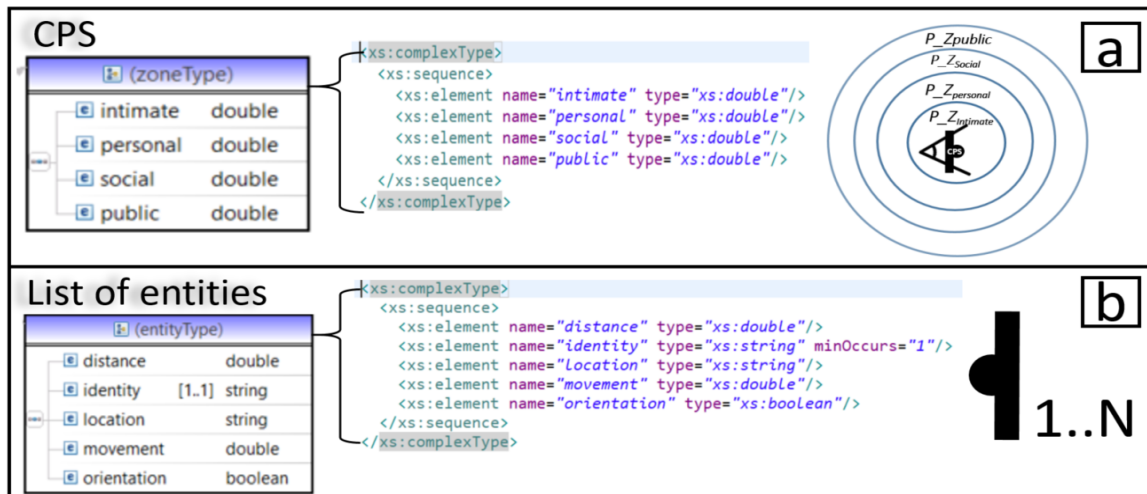 CPS
(zoneType)
e intimate double
e personal double
e social double
e public double
<xs:complexType>
<xs:sequence>
<xs:element name="intimate" type="xs:double"/>
<xs:element name="personal" type="xs:double"/>
<xs:element name="social" type="xs:double"/>
<xs:element name="public" type="xs:double"/>
</xs:sequence>
</xs:complexType>
a
P_Zpublic
P_ZSocial
P_Zpersonal
P_ZIntimate
CPS
List of entities
(entityType)
e distance double
e identity [1..1] string
e location string
e movement double
e orientation boolean
<xs:complexType>
<xs:sequence>
<xs:element name="distance" type="xs:double"/>
<xs:element name="identity" type="xs:string" minOccurs="1"/>
<xs:element name="location" type="xs:string"/>
<xs:element name="movement" type="xs:double"/>
<xs:element name="orientation" type="xs:boolean"/>
</xs:sequence>
</xs:complexType>
b
1..N